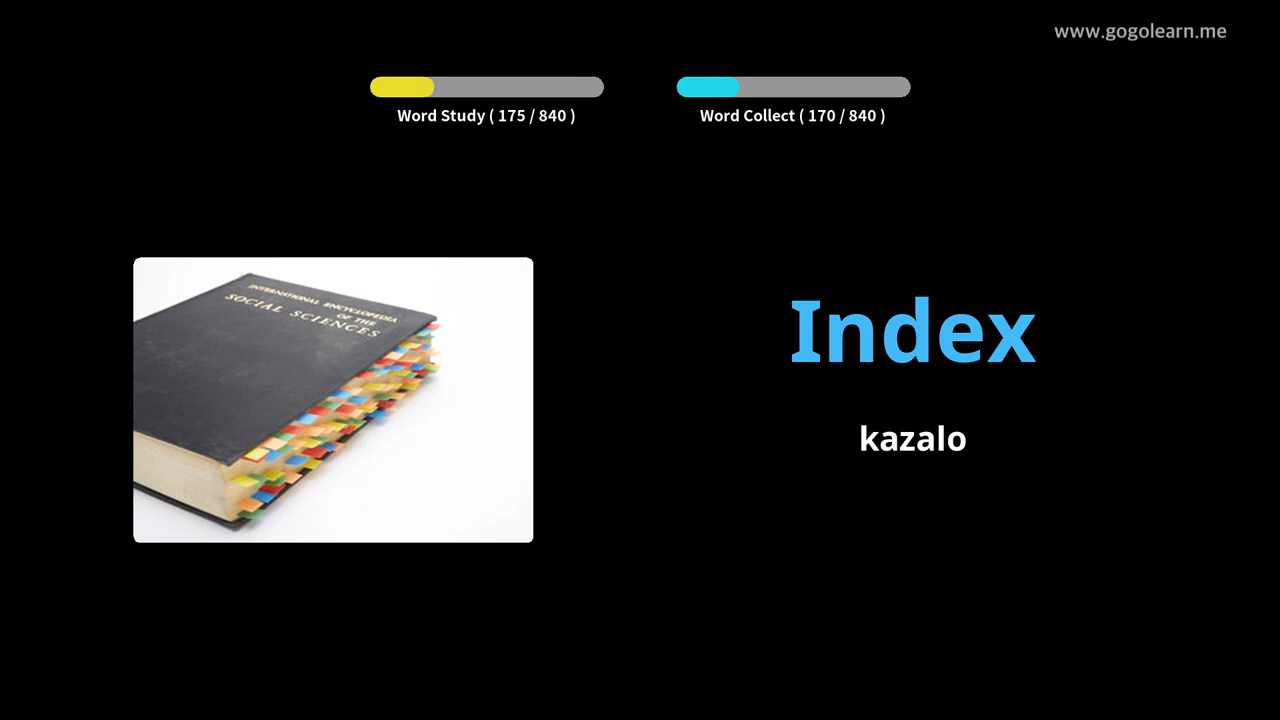 www.gogolearn.me
Word Study ( 175 / 840 )
Word Collect ( 170 / 840 )
INTERNATIONAL ENCYCLOPEDIA
OF THE
SOCIAL SCIENCES
Index
kazalo